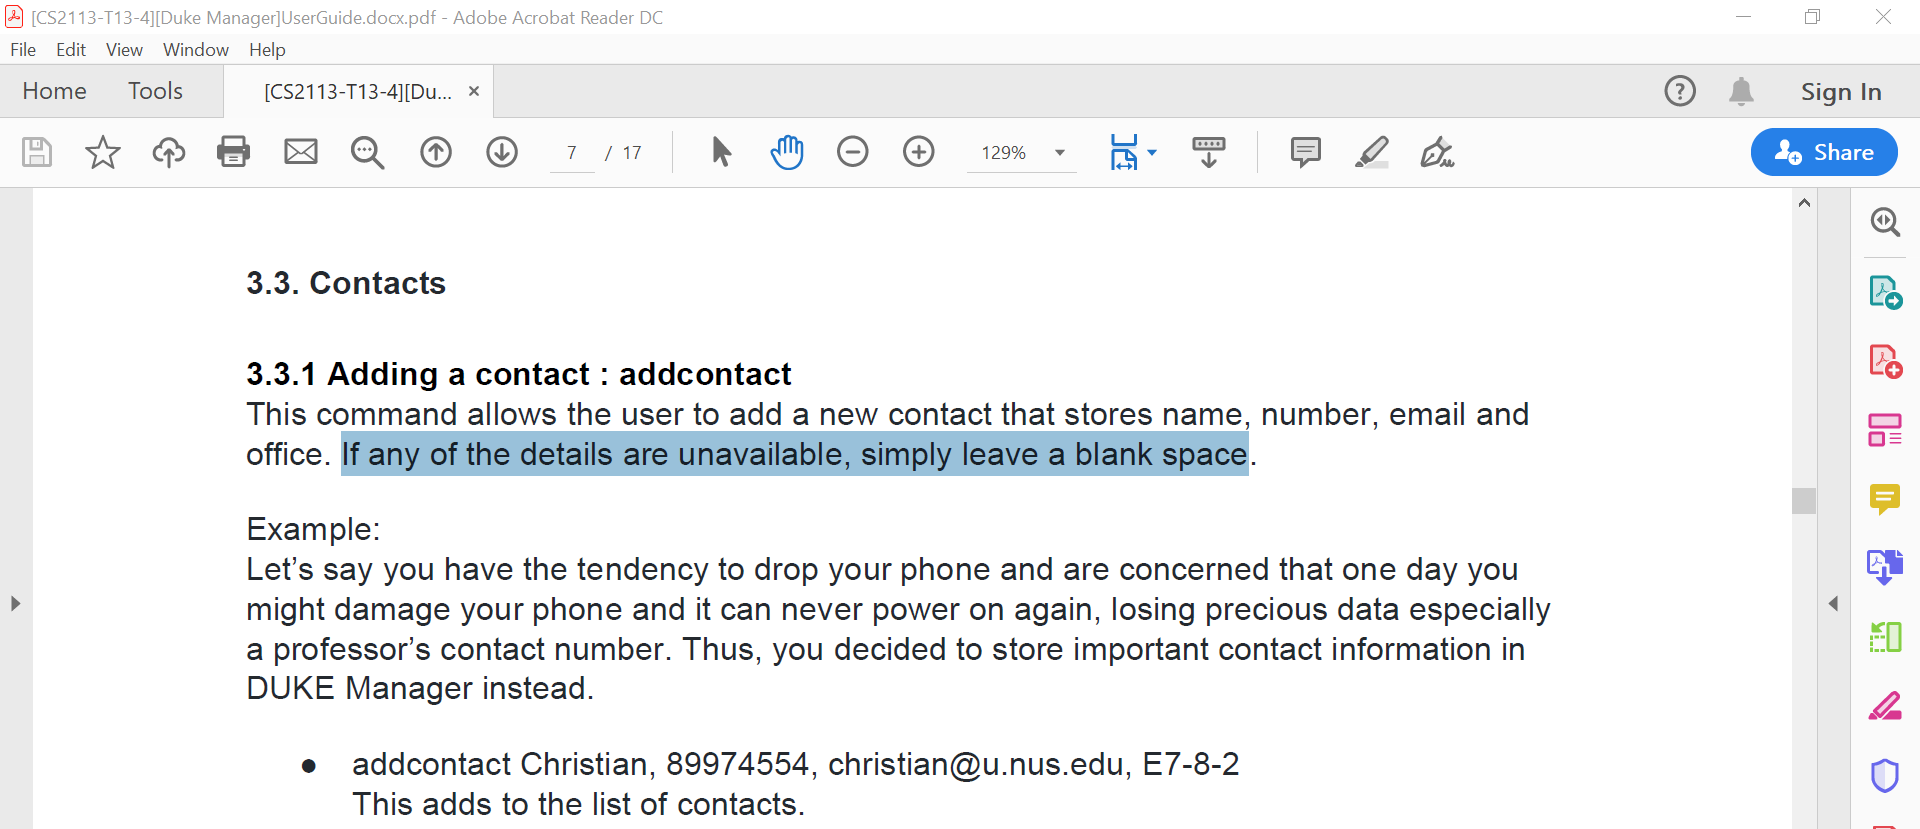 [CS2113-T13-4][Duke Manager]UserGuide.docx.pdf - Adobe Acrobat Reader DC
File Edit View Window Help
Home Tools [CS2113-T13-4][Du... × Sign In
7 / 17 129% Share
3.3. Contacts
3.3.1 Adding a contact : addcontact
This command allows the user to add a new contact that stores name, number, email and
office. If any of the details are unavailable, simply leave a blank space.
Example:
Let’s say you have the tendency to drop your phone and are concerned that one day you
might damage your phone and it can never power on again, losing precious data especially
a professor’s contact number. Thus, you decided to store important contact information in
DUKE Manager instead.
● addcontact Christian, 89974554, christian@u.nus.edu, E7-8-2
This adds to the list of contacts.